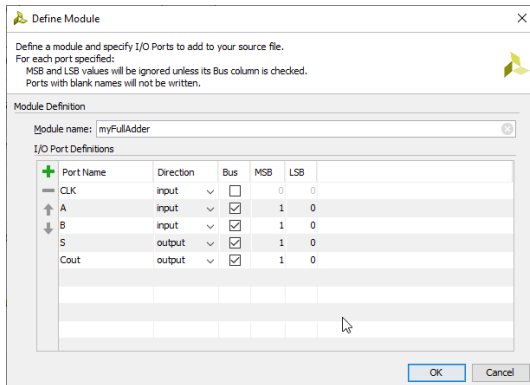 Define Module
Define a module and specify I/O Ports to add to your source file.
For each port specified:
MSB and LSB values will be ignored unless its Bus column is checked.
Ports with blank names will not be written.
Module Definition
Module name: myFullAdder
I/O Port Definitions
Port Name Direction Bus MSB LSB
CLK input 0 0
A input 1 0
B input 1 0
S output 1 0
Cout output 1 0
OK Cancel